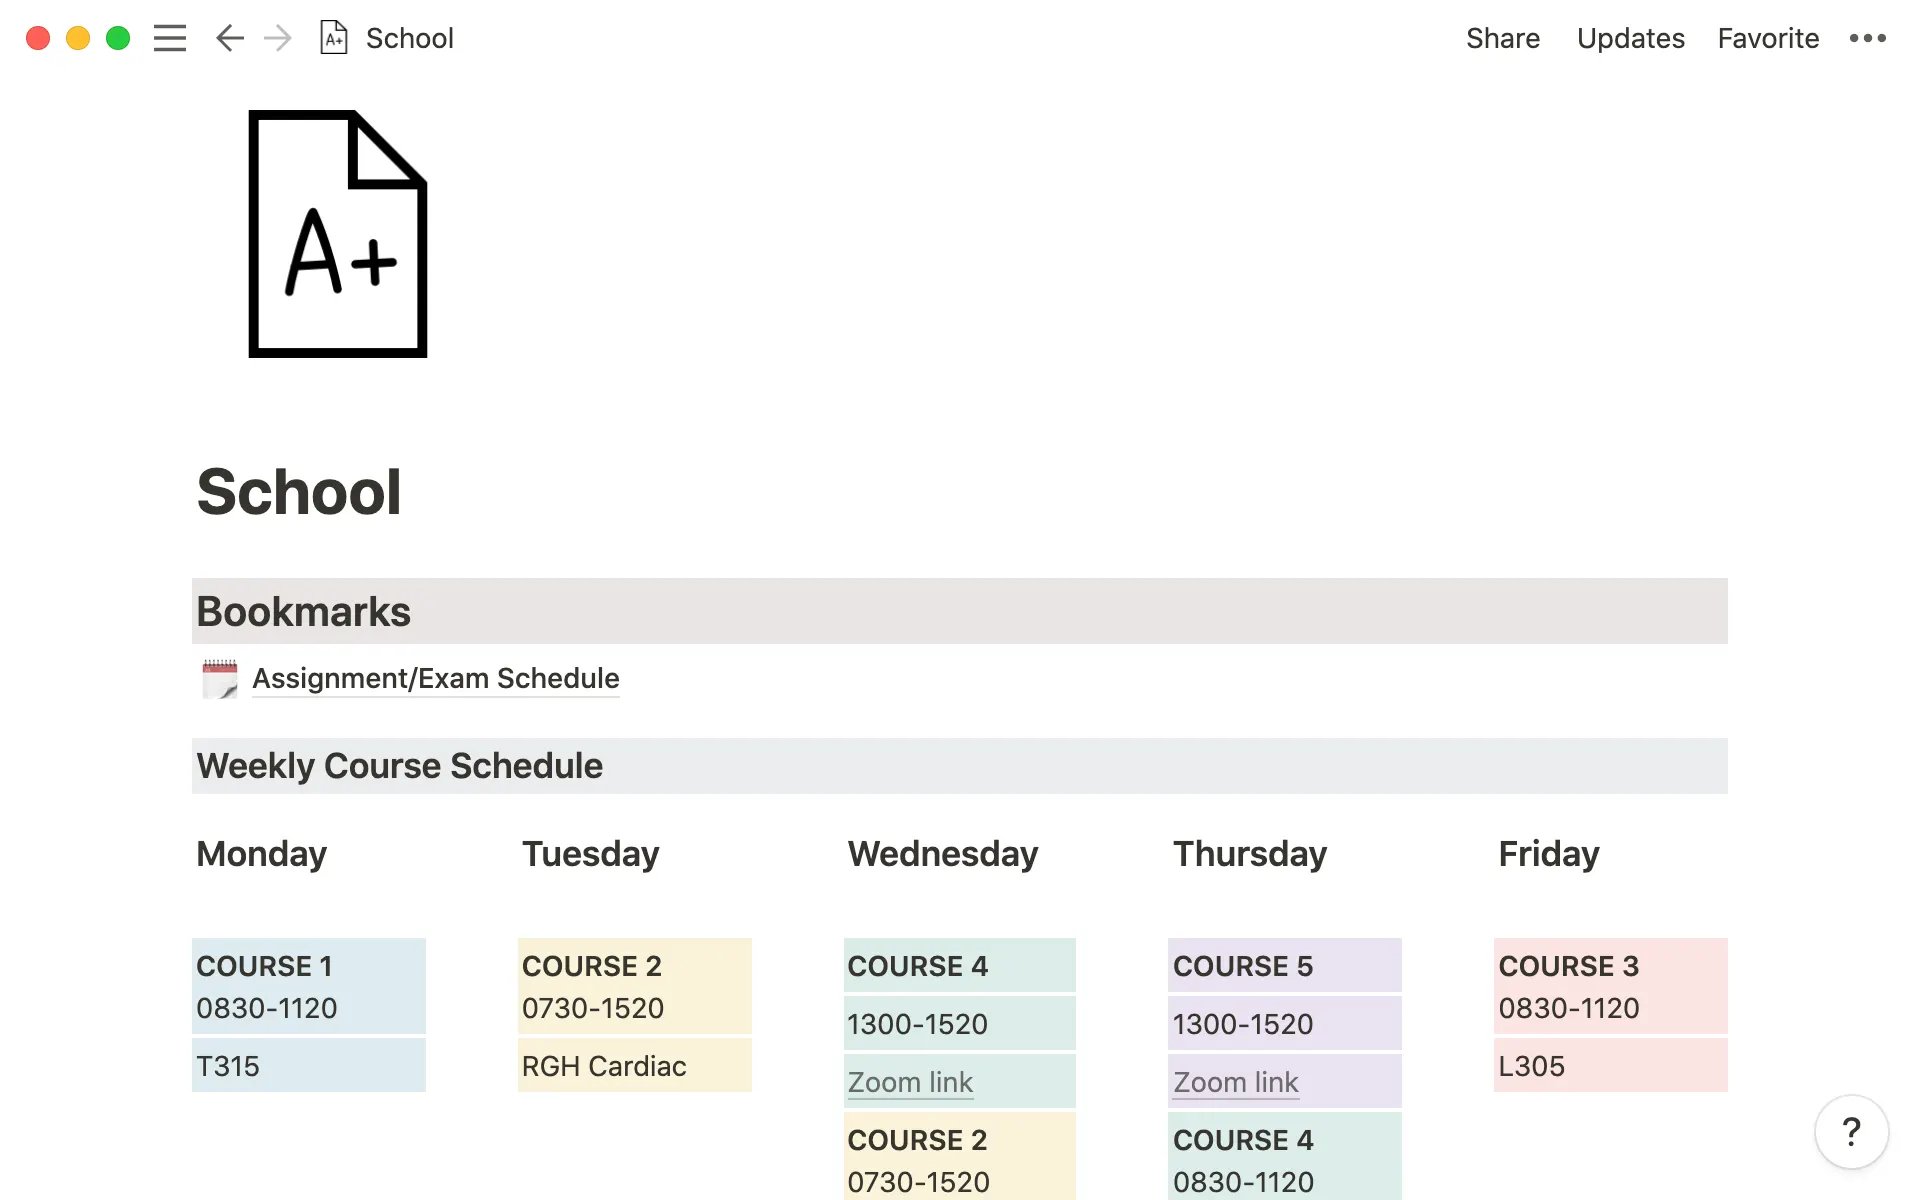 A+ School
Share Updates Favorite
A+
School
Bookmarks
Assignment/Exam Schedule
Weekly Course Schedule
Monday
COURSE 1
0830-1120
T315
Tuesday
COURSE 2
0730-1520
RGH Cardiac
Wednesday
COURSE 4
1300-1520
Zoom link
COURSE 2
0730-1520
Thursday
COURSE 5
1300-1520
Zoom link
COURSE 4
0830-1120
Friday
COURSE 3
0830-1120
L305
?